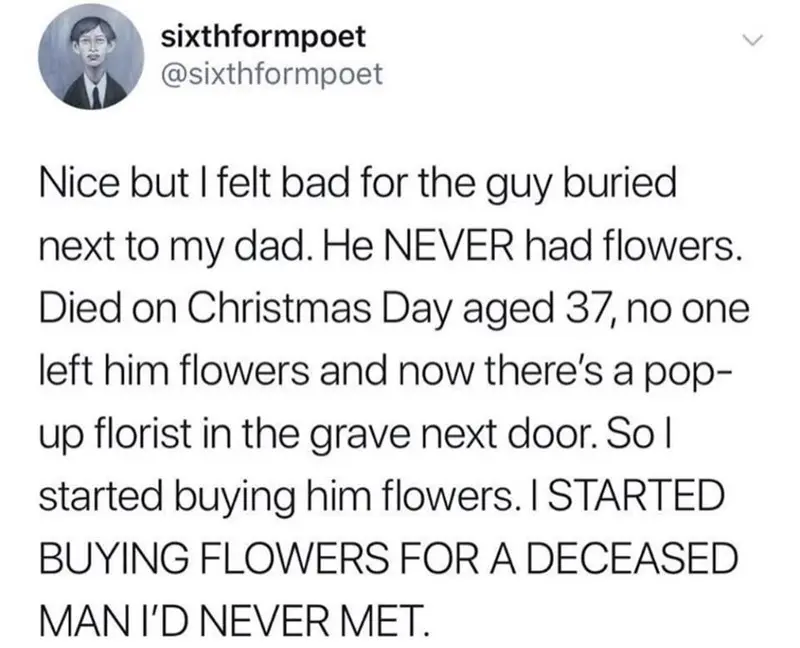 sixthformpoet
@sixthformpoet
Nice but I felt bad for the guy buried
next to my dad. He NEVER had flowers.
Died on Christmas Day aged 37, no one
left him flowers and now there's a pop-
up florist in the grave next door. So I
started buying him flowers. I STARTED
BUYING FLOWERS FOR A DECEASED
MAN I'D NEVER MET.